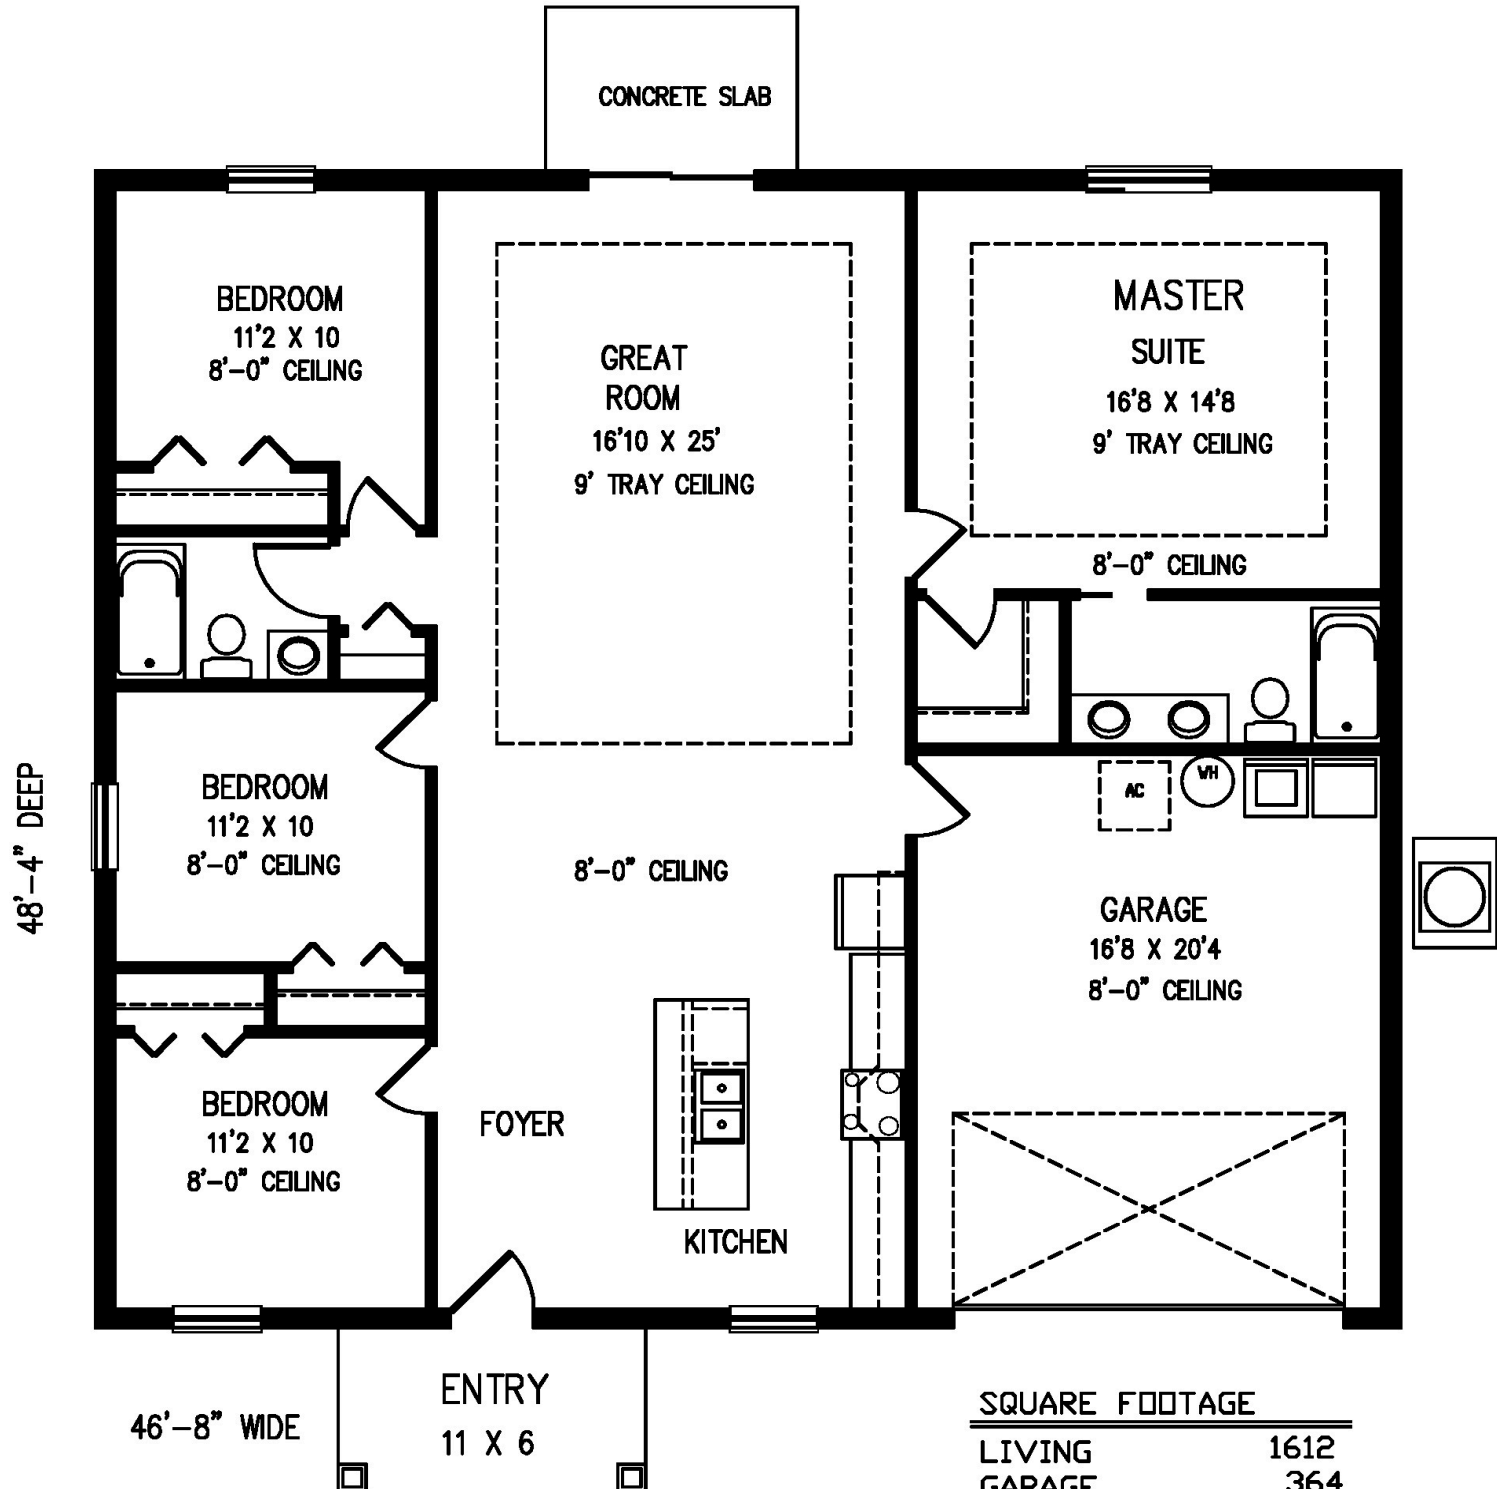 CONCRETE SLAB
BEDROOM
11'2 X 10
8'-0" CEILING
GREAT
ROOM
16'10 X 25'
9' TRAY CEILING
MASTER
SUITE
16'8 X 14'8
9' TRAY CEILING
8'-0" CEILING
BEDROOM
11'2 X 10
8'-0" CEILING
48'-4" DEEP
8'-0" CEILING
AC
WH
GARAGE
16'8 X 20'4
8'-0" CEILING
BEDROOM
11'2 X 10
8'-0" CEILING
FOYER
KITCHEN
ENTRY
11 X 6
46'-8" WIDE
SQUARE FOOTAGE
LIVING 1612
GARAGE 364